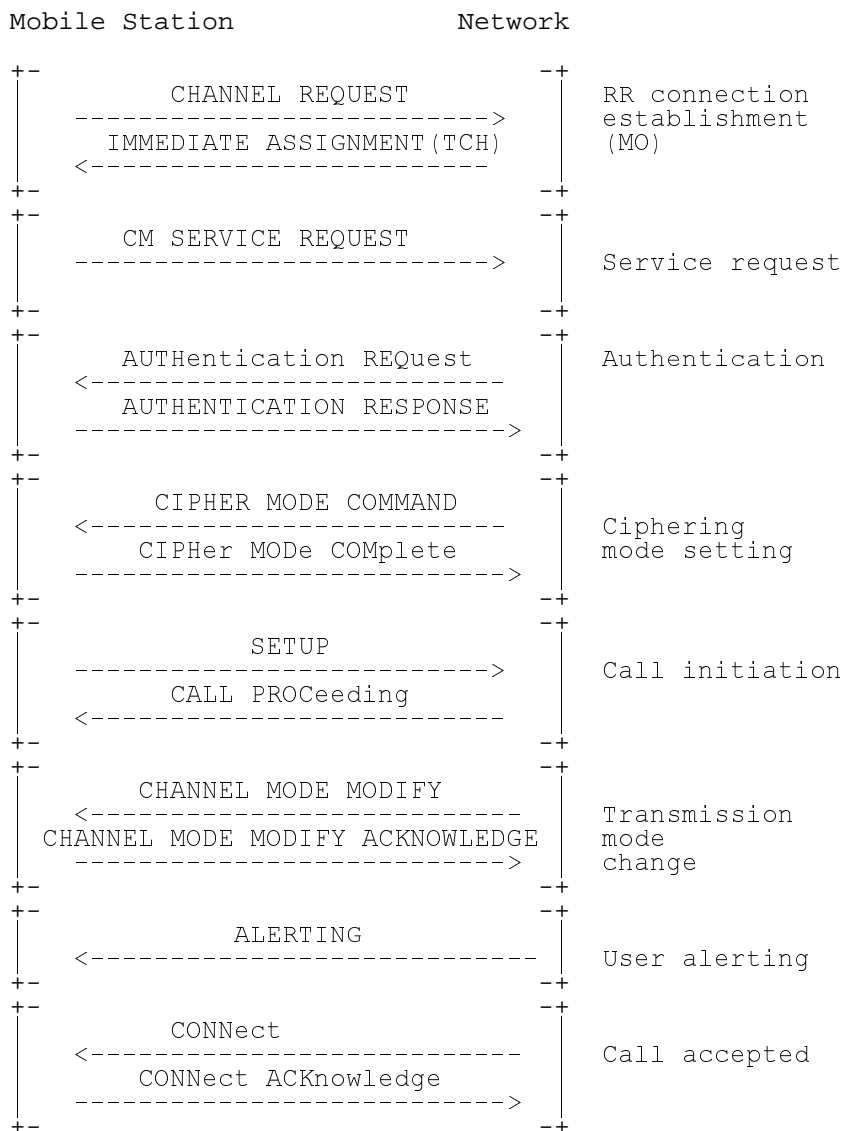 Mobile Station Network
CHANNEL REQUEST
RR connection
establishment
IMMEDIATE ASSIGNMENT(TCH)
(MO)
CM SERVICE REQUEST
Service request
AUTHentication REQuest
Authentication
AUTHENTICATION RESPONSE
CIPHER MODE COMMAND
Ciphering
CIPHer MODe COMplete
mode setting
SETUP
Call initiation
CALL PROCeeding
CHANNEL MODE MODIFY
Transmission
CHANNEL MODE MODIFY ACKNOWLEDGE
mode
change
ALERTING
User alerting
CONNect
Call accepted
CONNect ACKnowledge